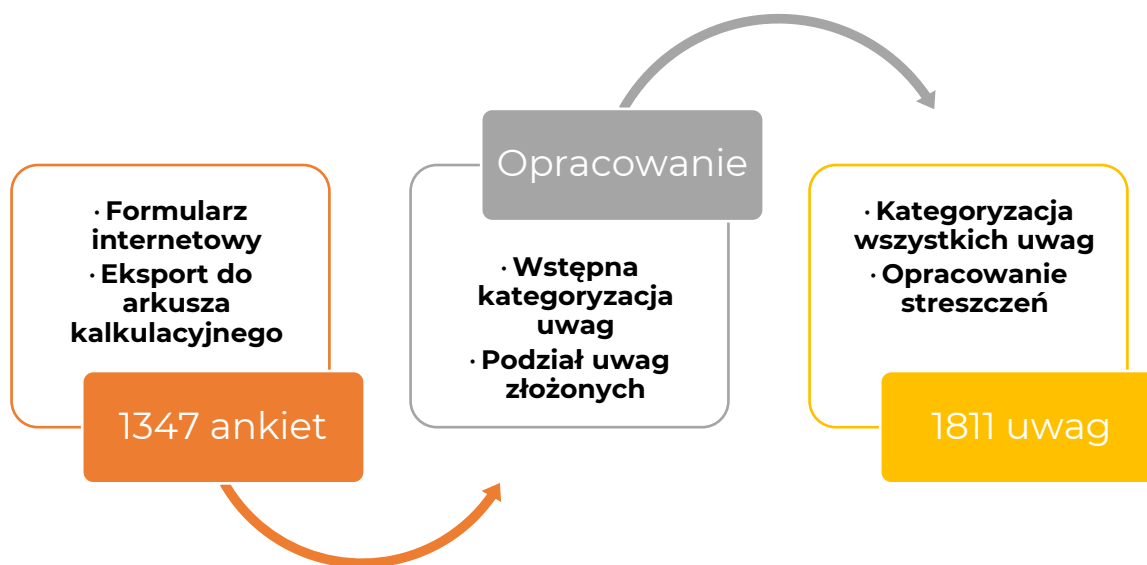 · Formularz
internetowy
· Eksport do
arkusza
kalkulacyjnego
1347 ankiet
Opracowanie
· Wstępna
kategoryzacja
uwag
· Podział uwag
złożonych
· Kategoryzacja
wszystkich uwag
· Opracowanie
streszczeń
1811 uwag